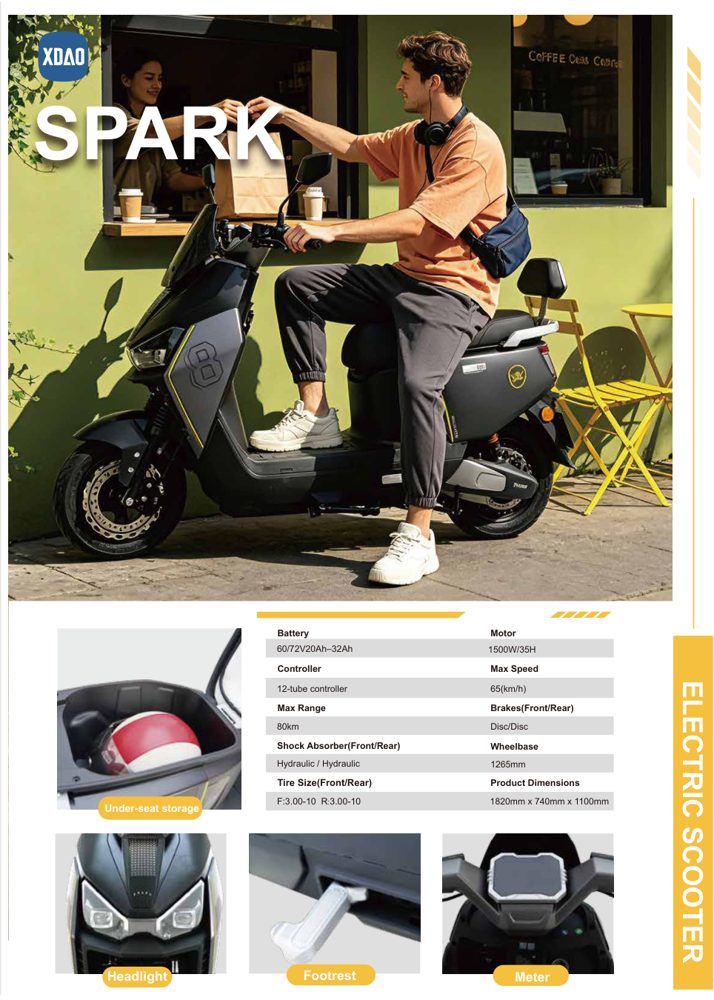 XDAO
SPARK
COFFEE
8
Battery
Motor
60/72V20Ah–32Ah
1500W/35H
Controller
Max Speed
12-tube controller
65(km/h)
Max Range
Brakes(Front/Rear)
80km
Disc/Disc
Shock Absorber(Front/Rear)
Wheelbase
Hydraulic / Hydraulic
1265mm
Tire Size(Front/Rear)
Product Dimensions
F:3.00-10 R:3.00-10
1820mm x 740mm x 1100mm
Under-seat storage
Headlight
Footrest
Meter
ELECTRIC SCOOTER